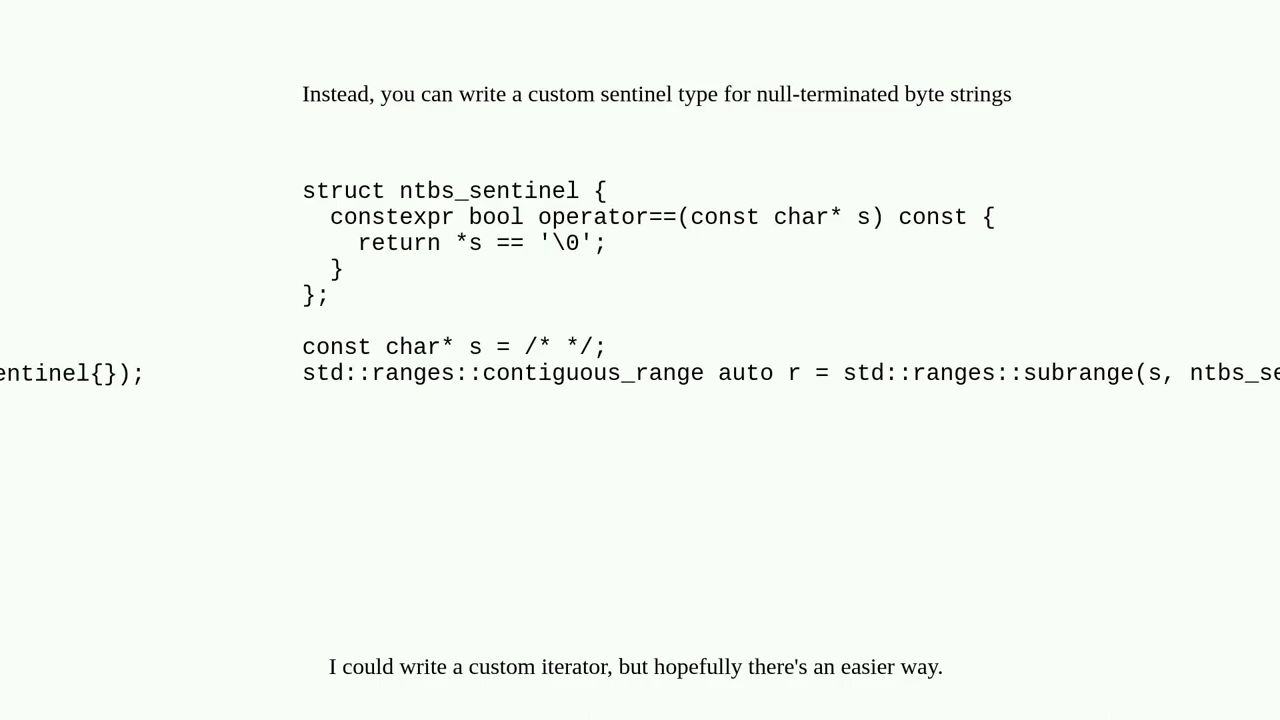 Instead, you can write a custom sentinel type for null-terminated byte strings
struct ntbs_sentinel {
  constexpr bool operator==(const char* s) const {
    return *s == '\0';
  }
};
const char* s = /* */;
std::ranges::contiguous_range auto r = std::ranges::subrange(s, ntbs_se
entinel{});
I could write a custom iterator, but hopefully there's an easier way.